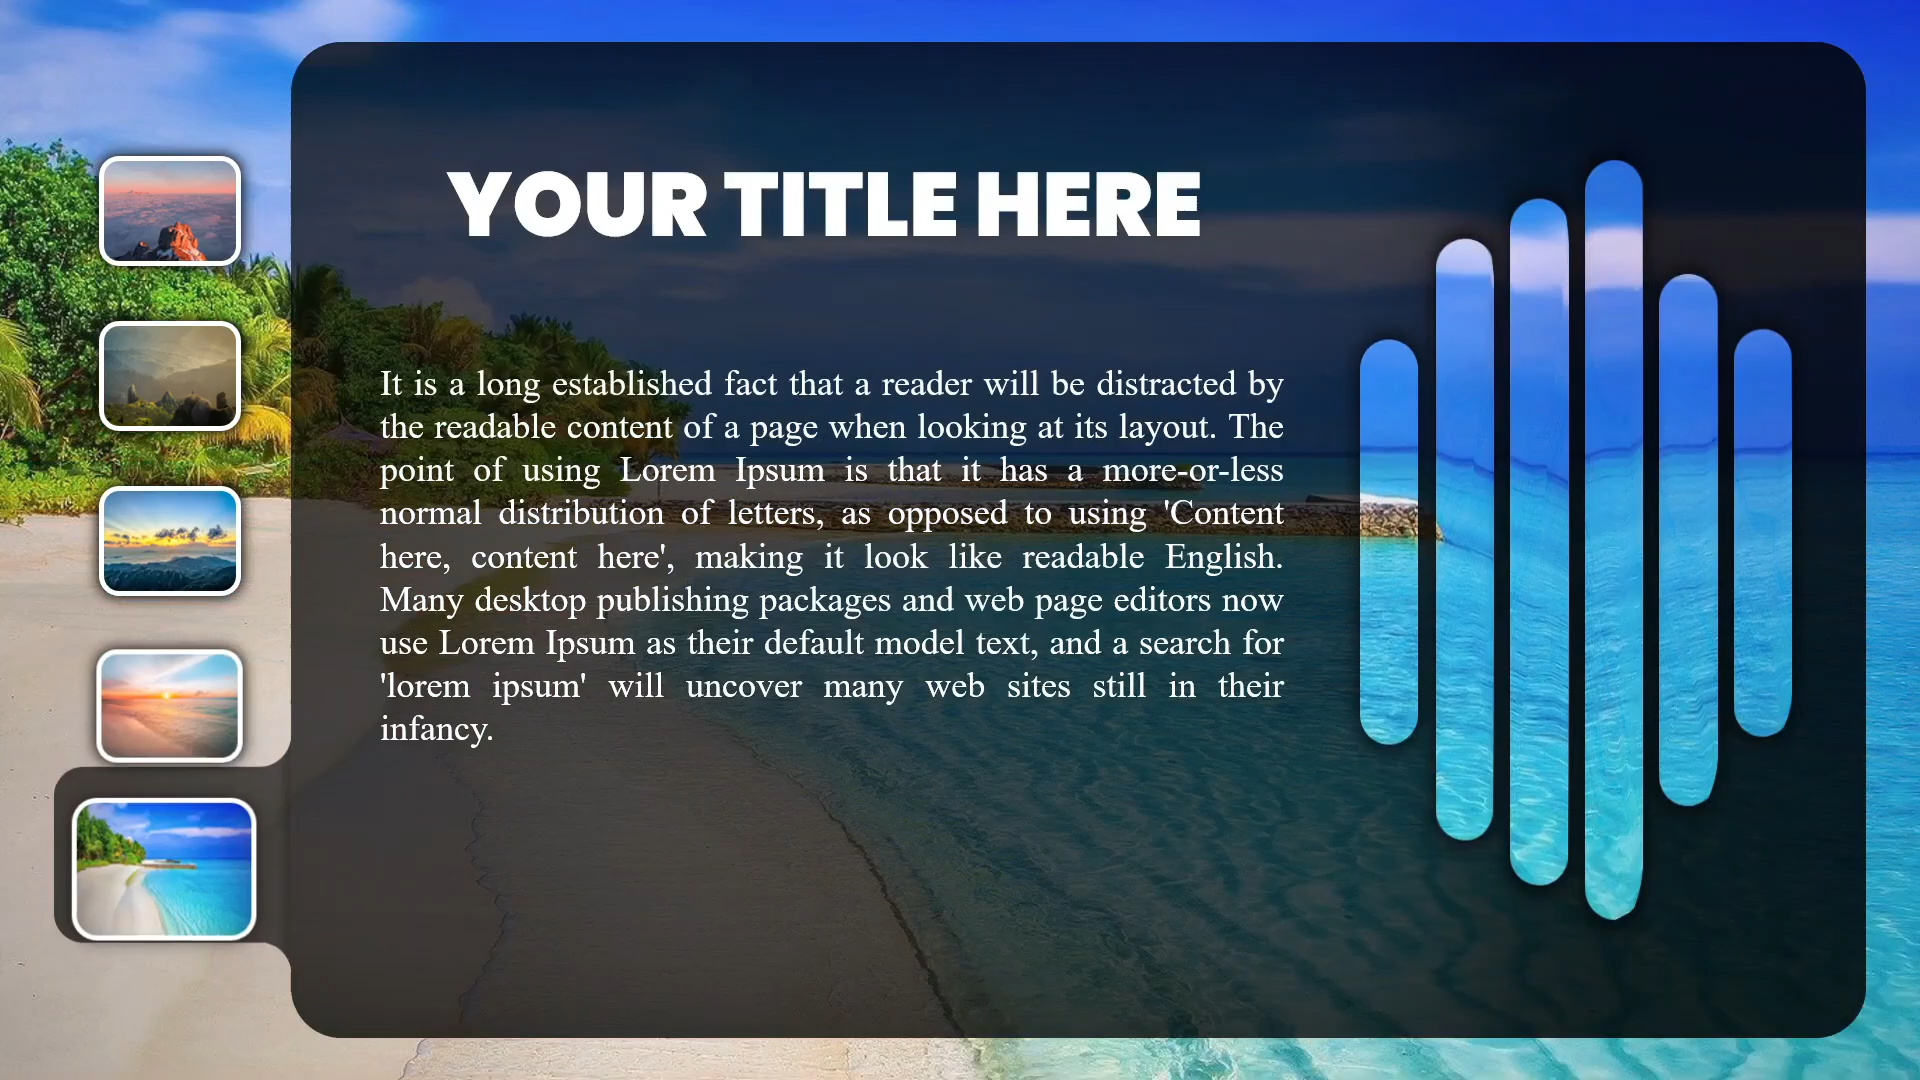 YOUR TITLE HERE
It is a long established fact that a reader will be distracted by
the readable content of a page when looking at its layout. The
point of using Lorem Ipsum is that it has a more-or-less
normal distribution of letters, as opposed to using 'Content
here, content here', making it look like readable English.
Many desktop publishing packages and web page editors now
use Lorem Ipsum as their default model text, and a search for
'lorem ipsum' will uncover many web sites still in their
infancy.